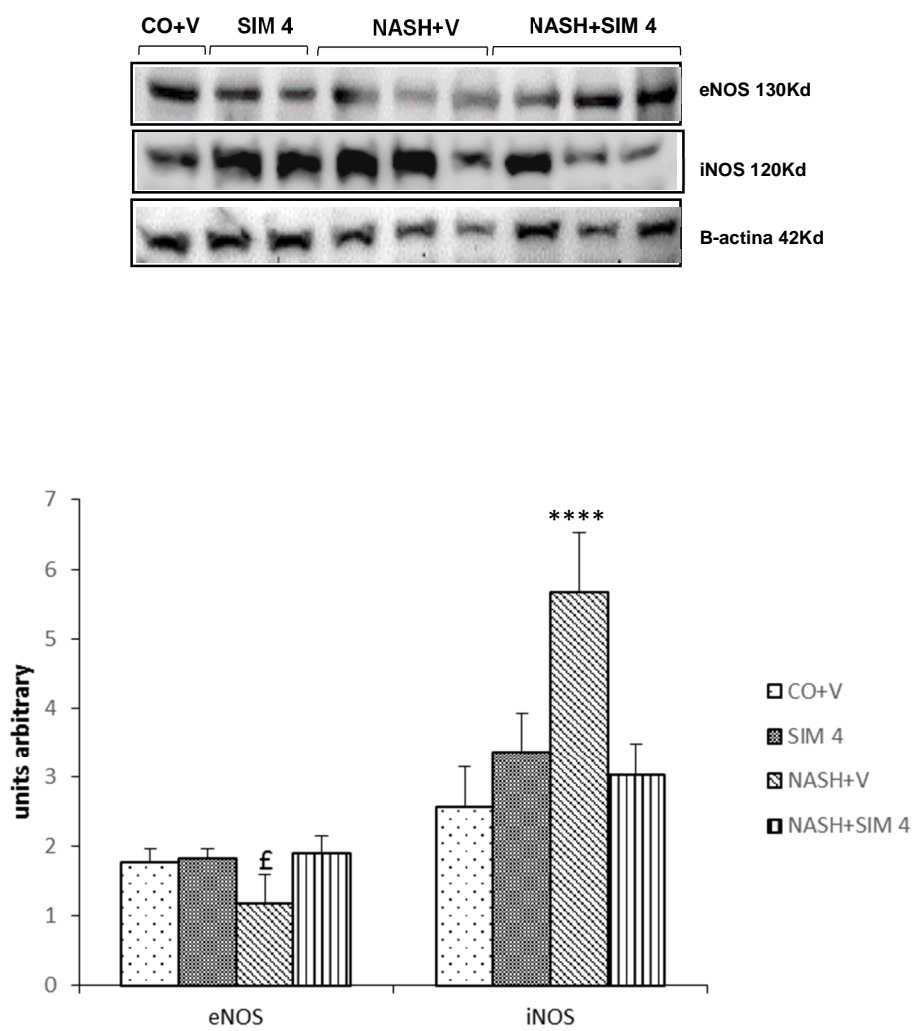 CO+V SIM 4 NASH+V NASH+SIM 4
eNOS 130Kd
iNOS 120Kd
B-actina 42Kd
units arbitrary
7
6
5
4
3
2
1
0
£
****
eNOS iNOS
CO+V
SIM 4
NASH+V
NASH+SIM 4